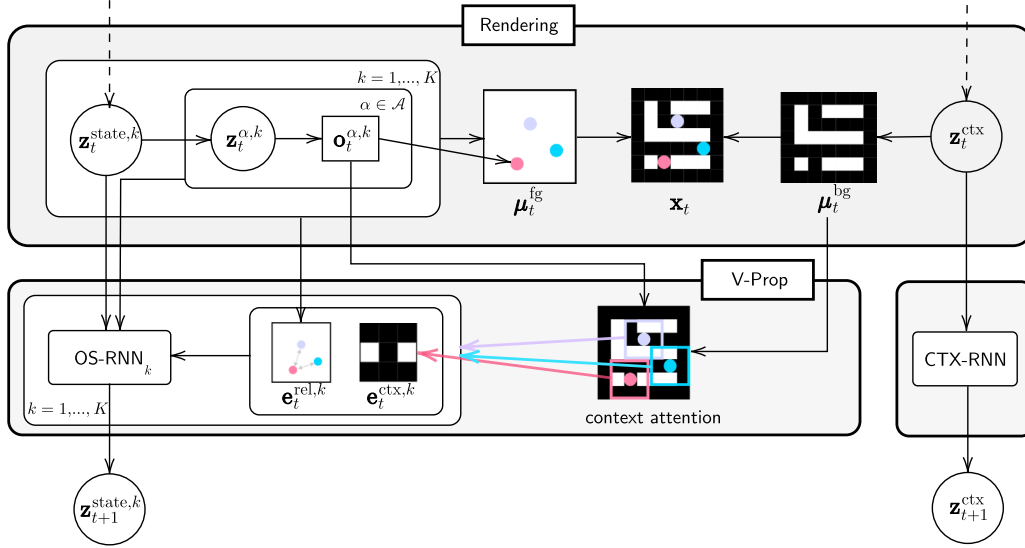 Rendering
k = 1,..., K
α ∈ 𝒜
z_t^{state,k}
z_t^{α,k}
o_t^{α,k}
μ_t^{fg}
x_t
μ_t^{bg}
z_t^{ctx}
V-Prop
OS-RNN_k
k = 1,..., K
e_t^{rel,k}
e_t^{ctx,k}
context attention
CTX-RNN
z_{t+1}^{state,k}
z_{t+1}^{ctx}